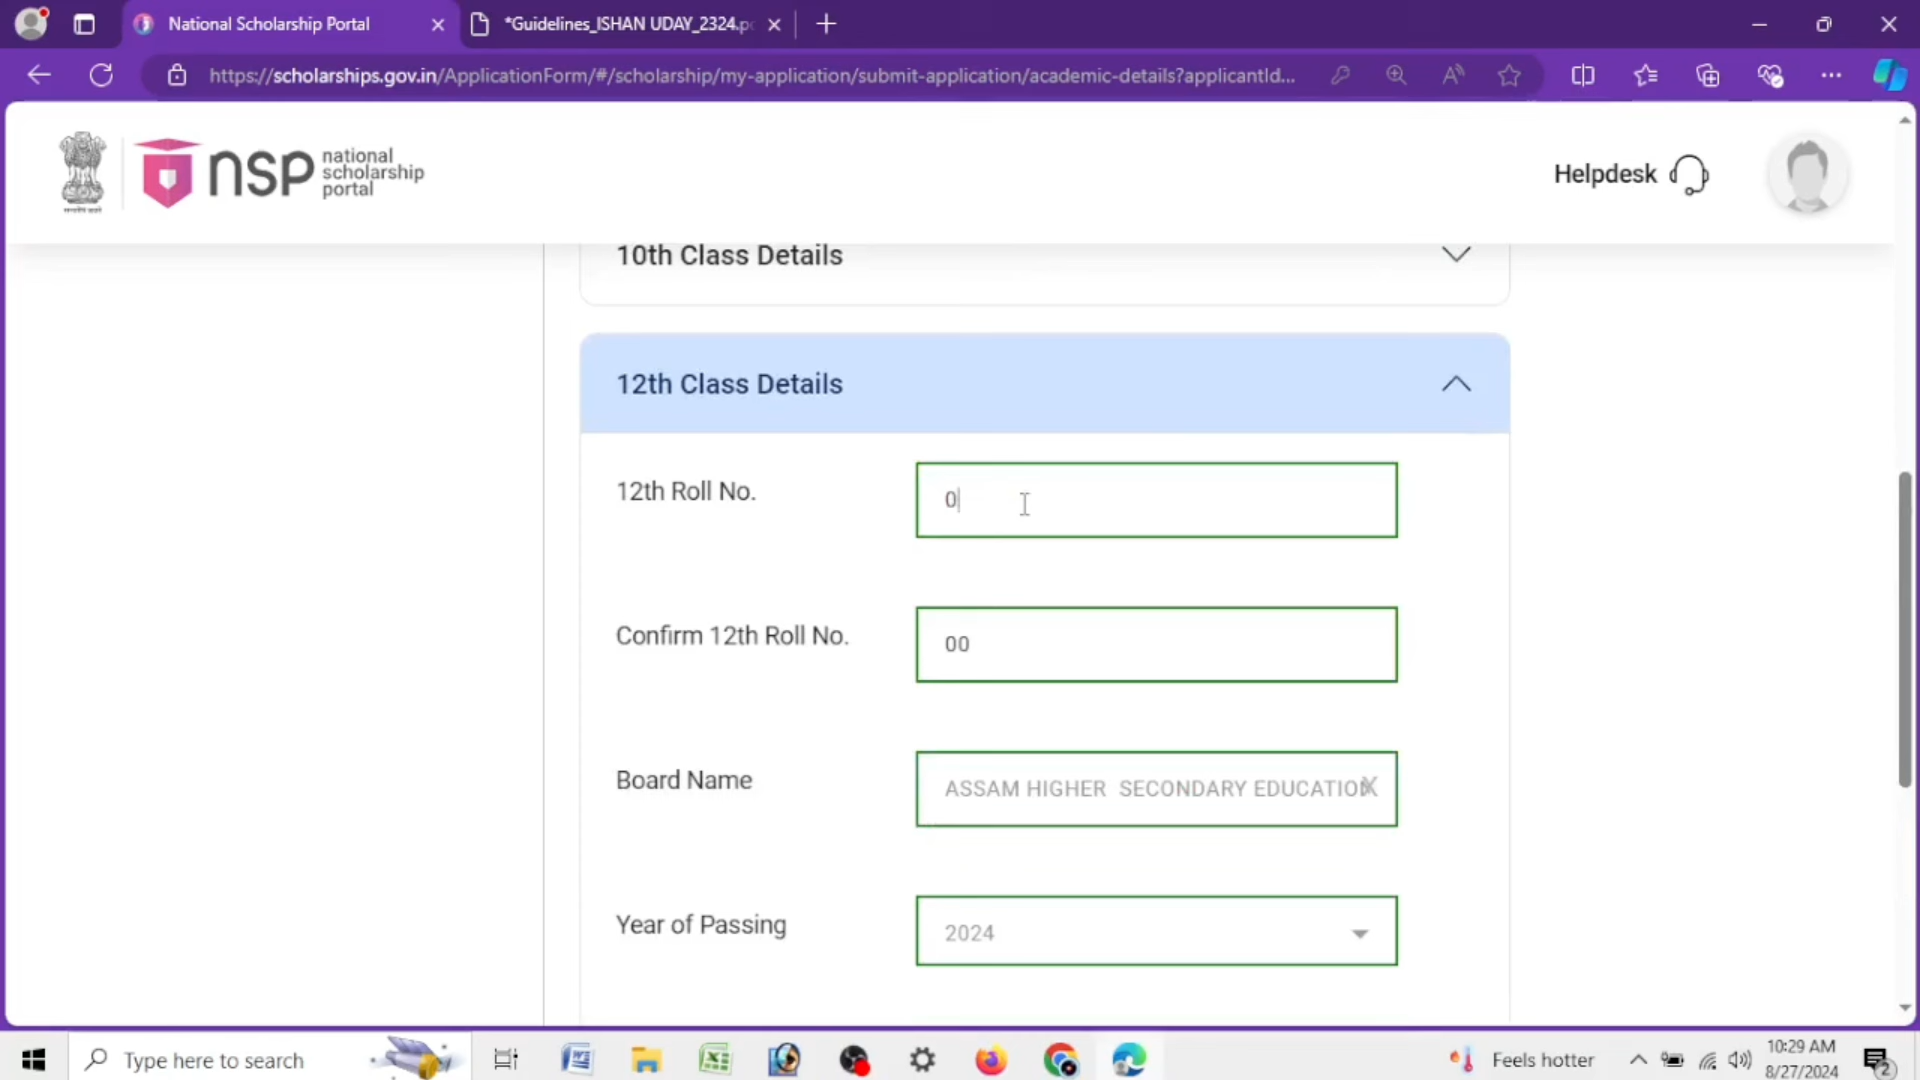 National Scholarship Portal
*Guidelines_ISHAN UDAY_2324.p
https://scholarships.gov.in/ApplicationForm/#/scholarship/my-application/submit-application/academic-details?applicantId...
nsp national scholarship portal
Helpdesk
10th Class Details
12th Class Details
12th Roll No.
0
Confirm 12th Roll No.
00
Board Name
ASSAM HIGHER SECONDARY EDUCATION
X
Year of Passing
2024
Type here to search
Feels hotter
10:29 AM
8/27/2024
2